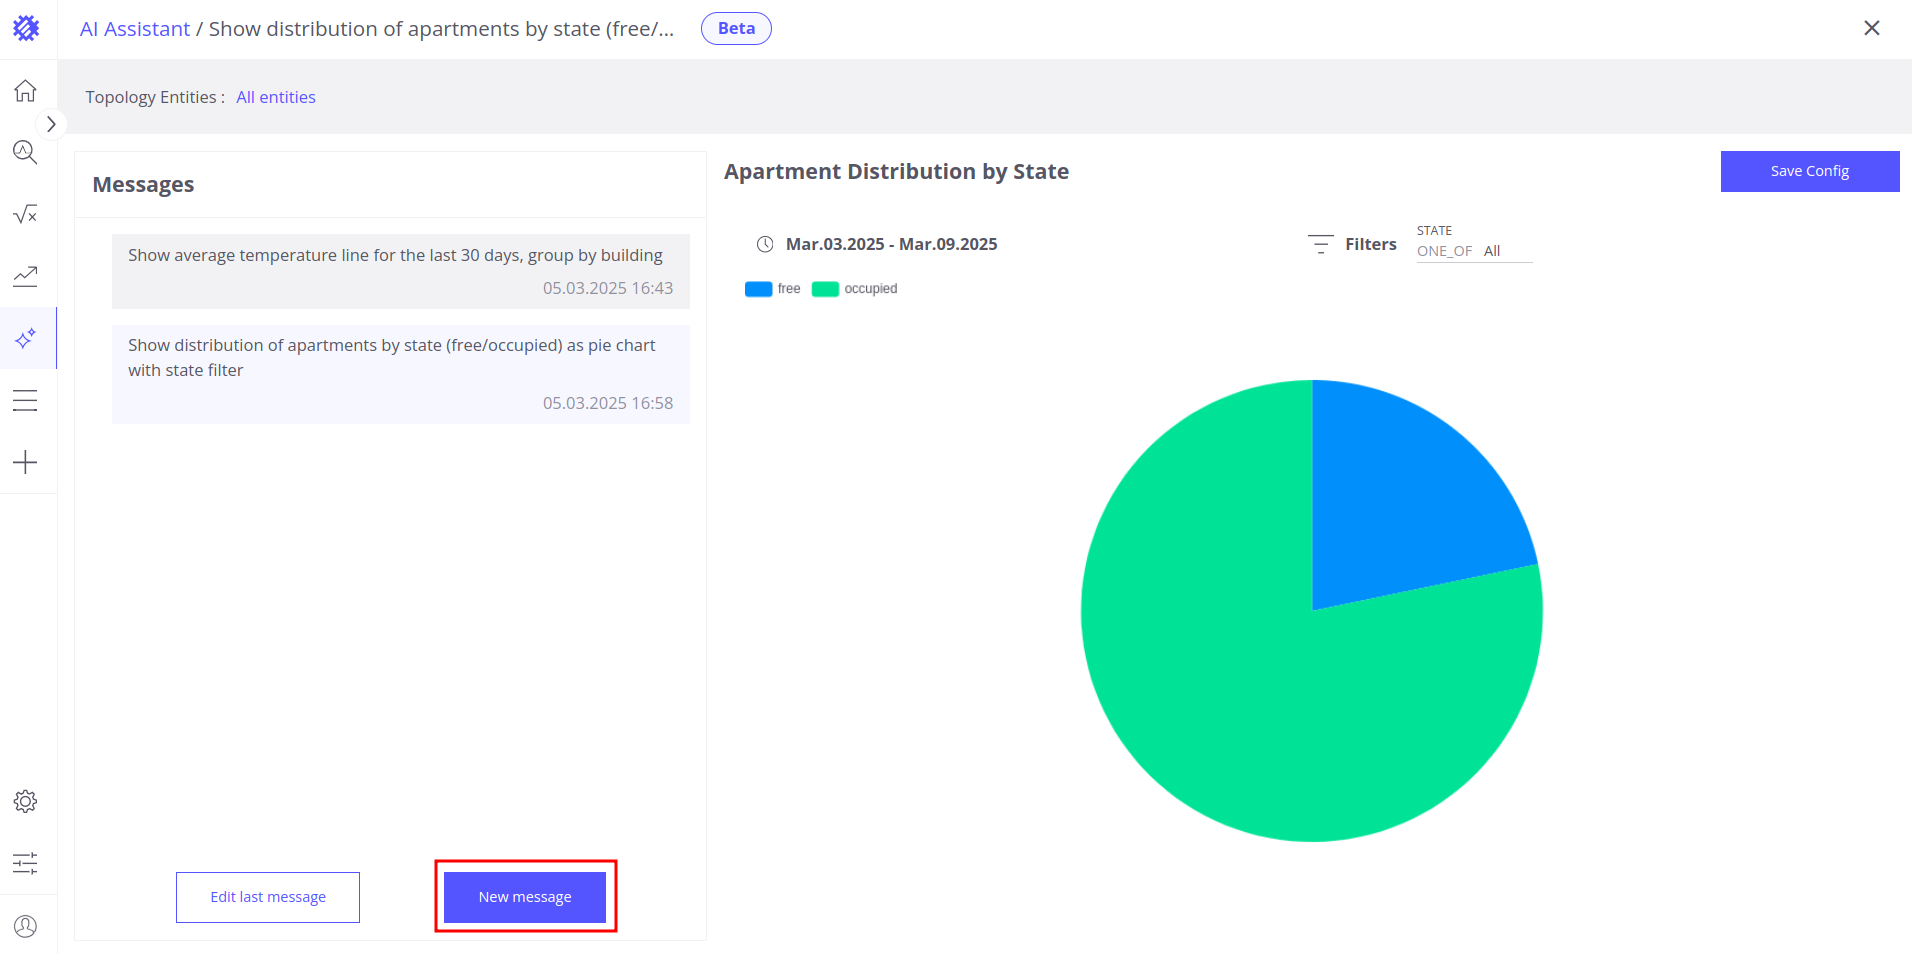 AI Assistant / Show distribution of apartments by state (free/...
Beta
Topology Entities : All entities
Messages
Show average temperature line for the last 30 days, group by building
05.03.2025 16:43
Show distribution of apartments by state (free/occupied) as pie chart
with state filter
05.03.2025 16:58
Edit last message
New message
Apartment Distribution by State
Save Config
Mar.03.2025 - Mar.09.2025
Filters
STATE
ONE_OF All
free
occupied